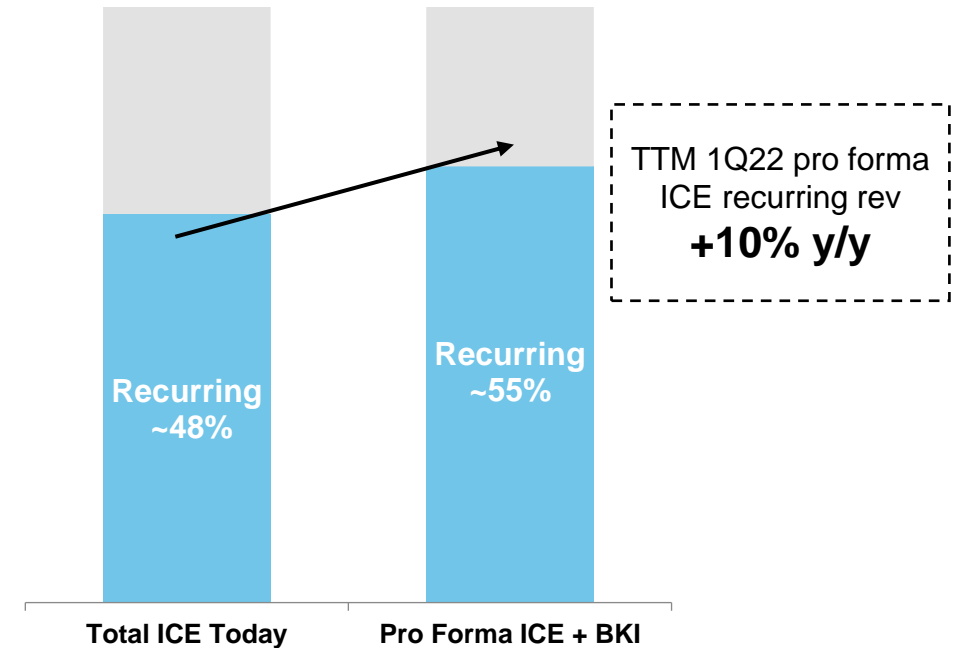 TTM 1Q22 pro forma
ICE recurring rev
+10% y/y
Recurring
~48%
Recurring
~55%
Total ICE Today
Pro Forma ICE + BKI